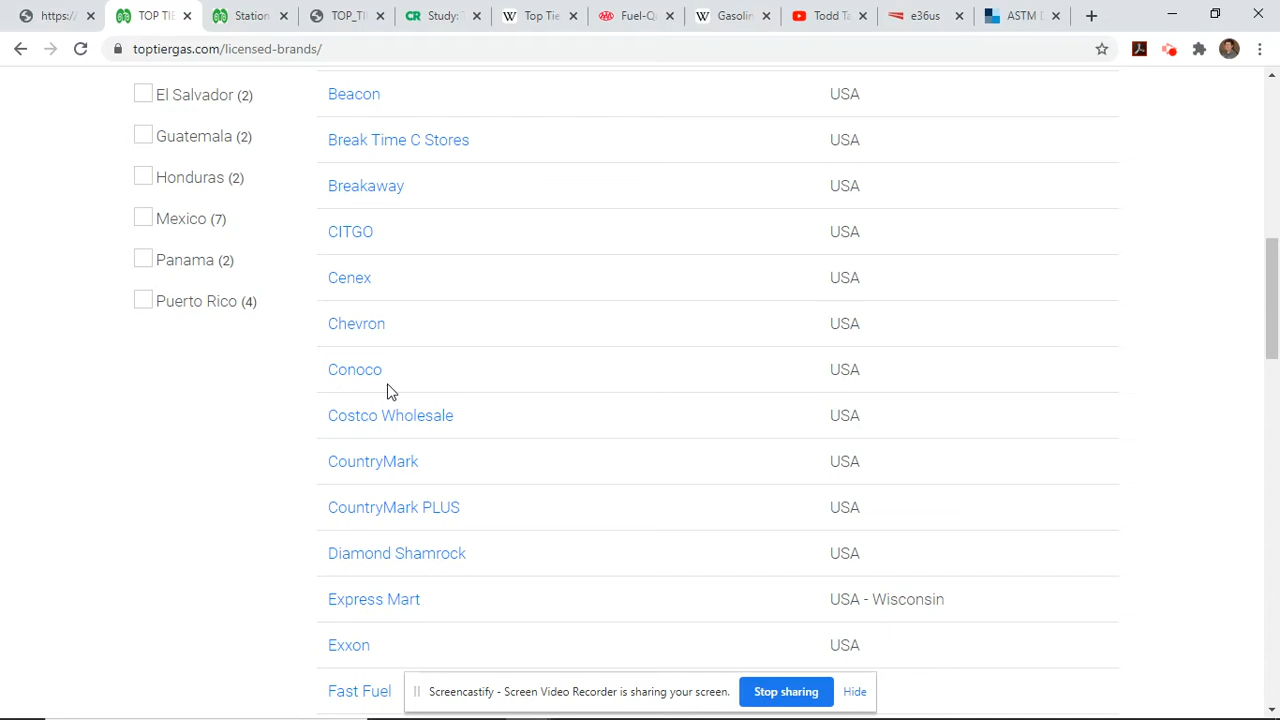 https:/
TOP TIE
Station
TOP_TI
CR Study:
W Top Tie
Fuel-Q
W Gasolin
Todd
e36us
ASTM
toptiergas.com/licensed-brands/
El Salvador (2)
Guatemala (2)
Honduras (2)
Mexico (7)
Panama (2)
Puerto Rico (4)
Beacon USA
Break Time C Stores USA
Breakaway USA
CITGO USA
Cenex USA
Chevron USA
Conoco USA
Costco Wholesale USA
CountryMark USA
CountryMark PLUS USA
Diamond Shamrock USA
Express Mart USA - Wisconsin
Exxon USA
Fast Fuel
Screencastify - Screen Video Recorder is sharing your screen. Stop sharing Hide